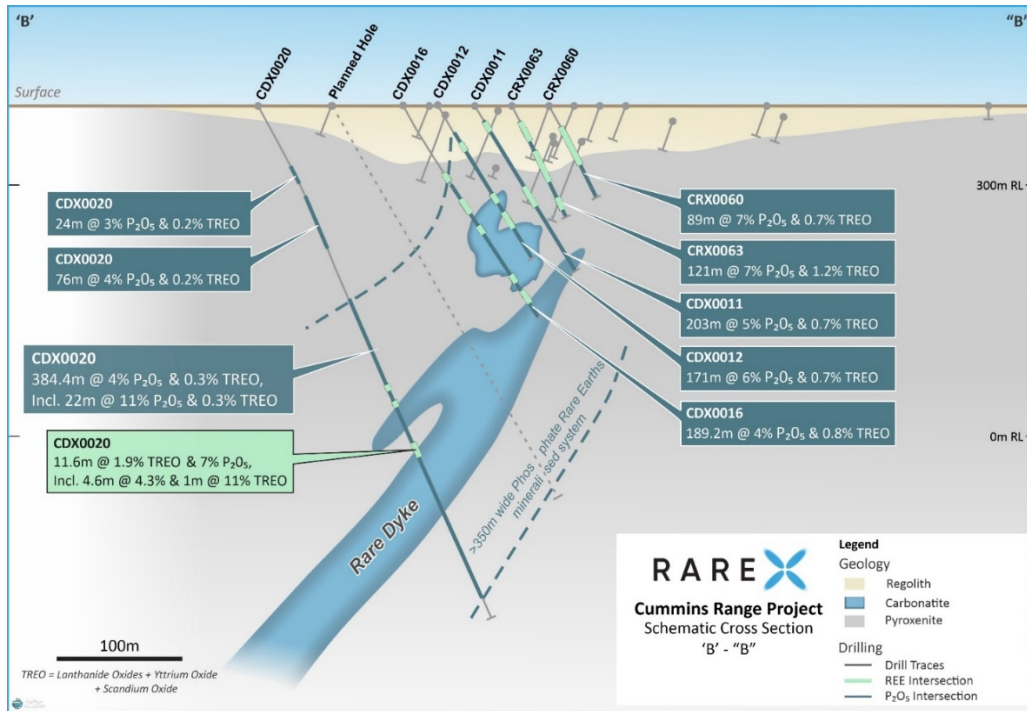 'B'
"B"
CDX0020
Planned Hole
CDX0016
CDX0012
CDX0011
CRX0063
CRX0060
Surface
300m RL
0m RL
CDX0020
24m @ 3% P₂O₅ & 0.2% TREO
CDX0020
76m @ 4% P₂O₅ & 0.2% TREO
CDX0020
384.4m @ 4% P₂O₅ & 0.3% TREO,
Incl. 22m @ 11% P₂O₅ & 0.3% TREO
CDX0020
11.6m @ 1.9% TREO & 7% P₂O₅,
Incl. 4.6m @ 4.3% & 1m @ 11% TREO
CRX0060
89m @ 7% P₂O₅ & 0.7% TREO
CRX0063
121m @ 7% P₂O₅ & 1.2% TREO
CDX0011
203m @ 5% P₂O₅ & 0.7% TREO
CDX0012
171m @ 6% P₂O₅ & 0.7% TREO
CDX0016
189.2m @ 4% P₂O₅ & 0.8% TREO
Rare Dyke
>350m wide Phosphate Rare Earths
mineralised system
100m
TREO = Lanthanide Oxides + Yttrium Oxide
+ Scandium Oxide
RAREX
Cummins Range Project
Schematic Cross Section
'B' - "B"
Legend
Geology
Regolith
Carbonatite
Pyroxenite
Drilling
Drill Traces
REE Intersection
P₂O₅ Intersection